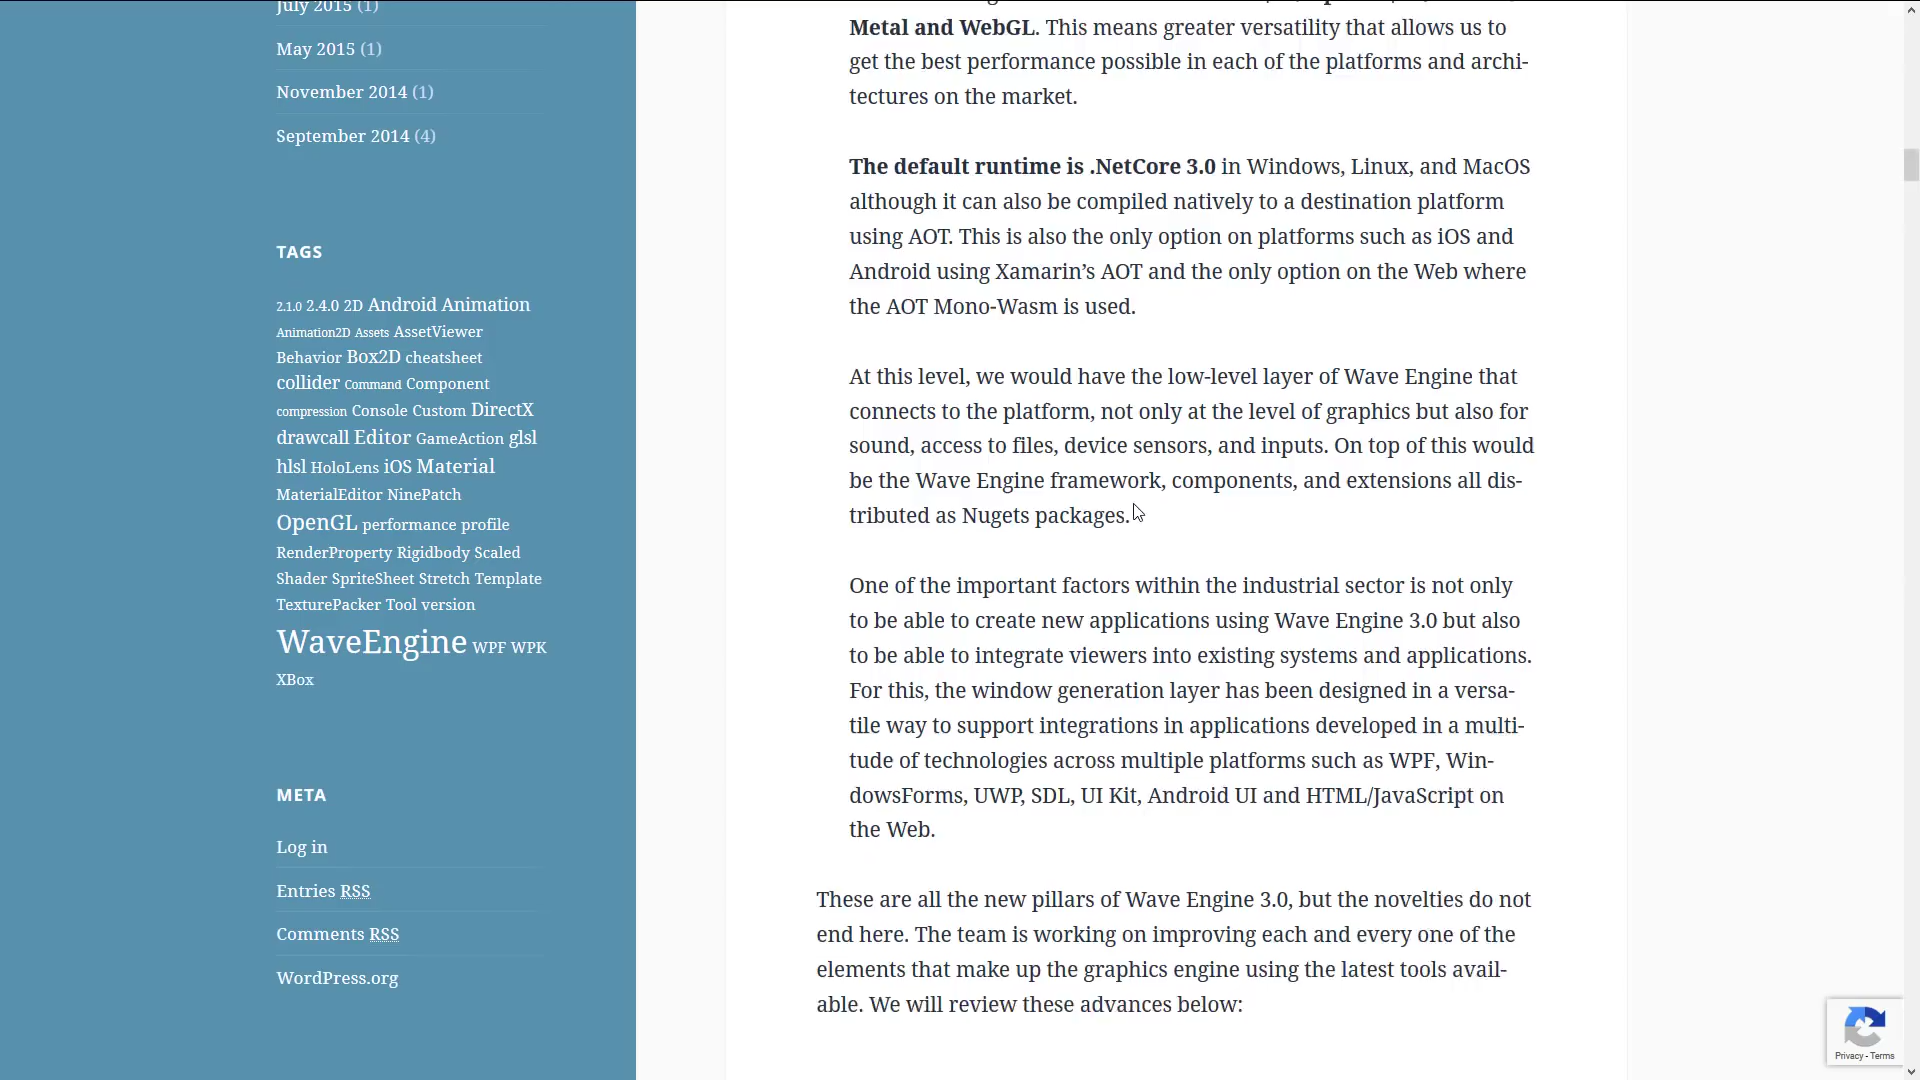 July 2015 (1)
May 2015 (1)
November 2014 (1)
September 2014 (4)
TAGS
2.1.0 2.4.0 2D Android Animation
Animation2D Assets AssetViewer
Behavior Box2D cheatsheet
collider Command Component
compression Console Custom DirectX
drawcall Editor GameAction glsl
hlsl HoloLens iOS Material
MaterialEditor NinePatch
OpenGL performance profile
RenderProperty Rigidbody Scaled
Shader SpriteSheet Stretch Template
TexturePacker Tool version
WaveEngine WPF WPK
XBox
META
Log in
Entries RSS
Comments RSS
WordPress.org
Metal and WebGL. This means greater versatility that allows us to
get the best performance possible in each of the platforms and archi-
tectures on the market.
The default runtime is .NetCore 3.0 in Windows, Linux, and MacOS
although it can also be compiled natively to a destination platform
using AOT. This is also the only option on platforms such as iOS and
Android using Xamarin’s AOT and the only option on the Web where
the AOT Mono-Wasm is used.
At this level, we would have the low-level layer of Wave Engine that
connects to the platform, not only at the level of graphics but also for
sound, access to files, device sensors, and inputs. On top of this would
be the Wave Engine framework, components, and extensions all dis-
tributed as Nugets packages.
One of the important factors within the industrial sector is not only
to be able to create new applications using Wave Engine 3.0 but also
to be able to integrate viewers into existing systems and applications.
For this, the window generation layer has been designed in a versa-
tile way to support integrations in applications developed in a multi-
tude of technologies across multiple platforms such as WPF, Win-
dowsForms, UWP, SDL, UI Kit, Android UI and HTML/JavaScript on
the Web.
These are all the new pillars of Wave Engine 3.0, but the novelties do not
end here. The team is working on improving each and every one of the
elements that make up the graphics engine using the latest tools avail-
able. We will review these advances below:
Privacy - Terms